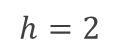 ℎ = 2